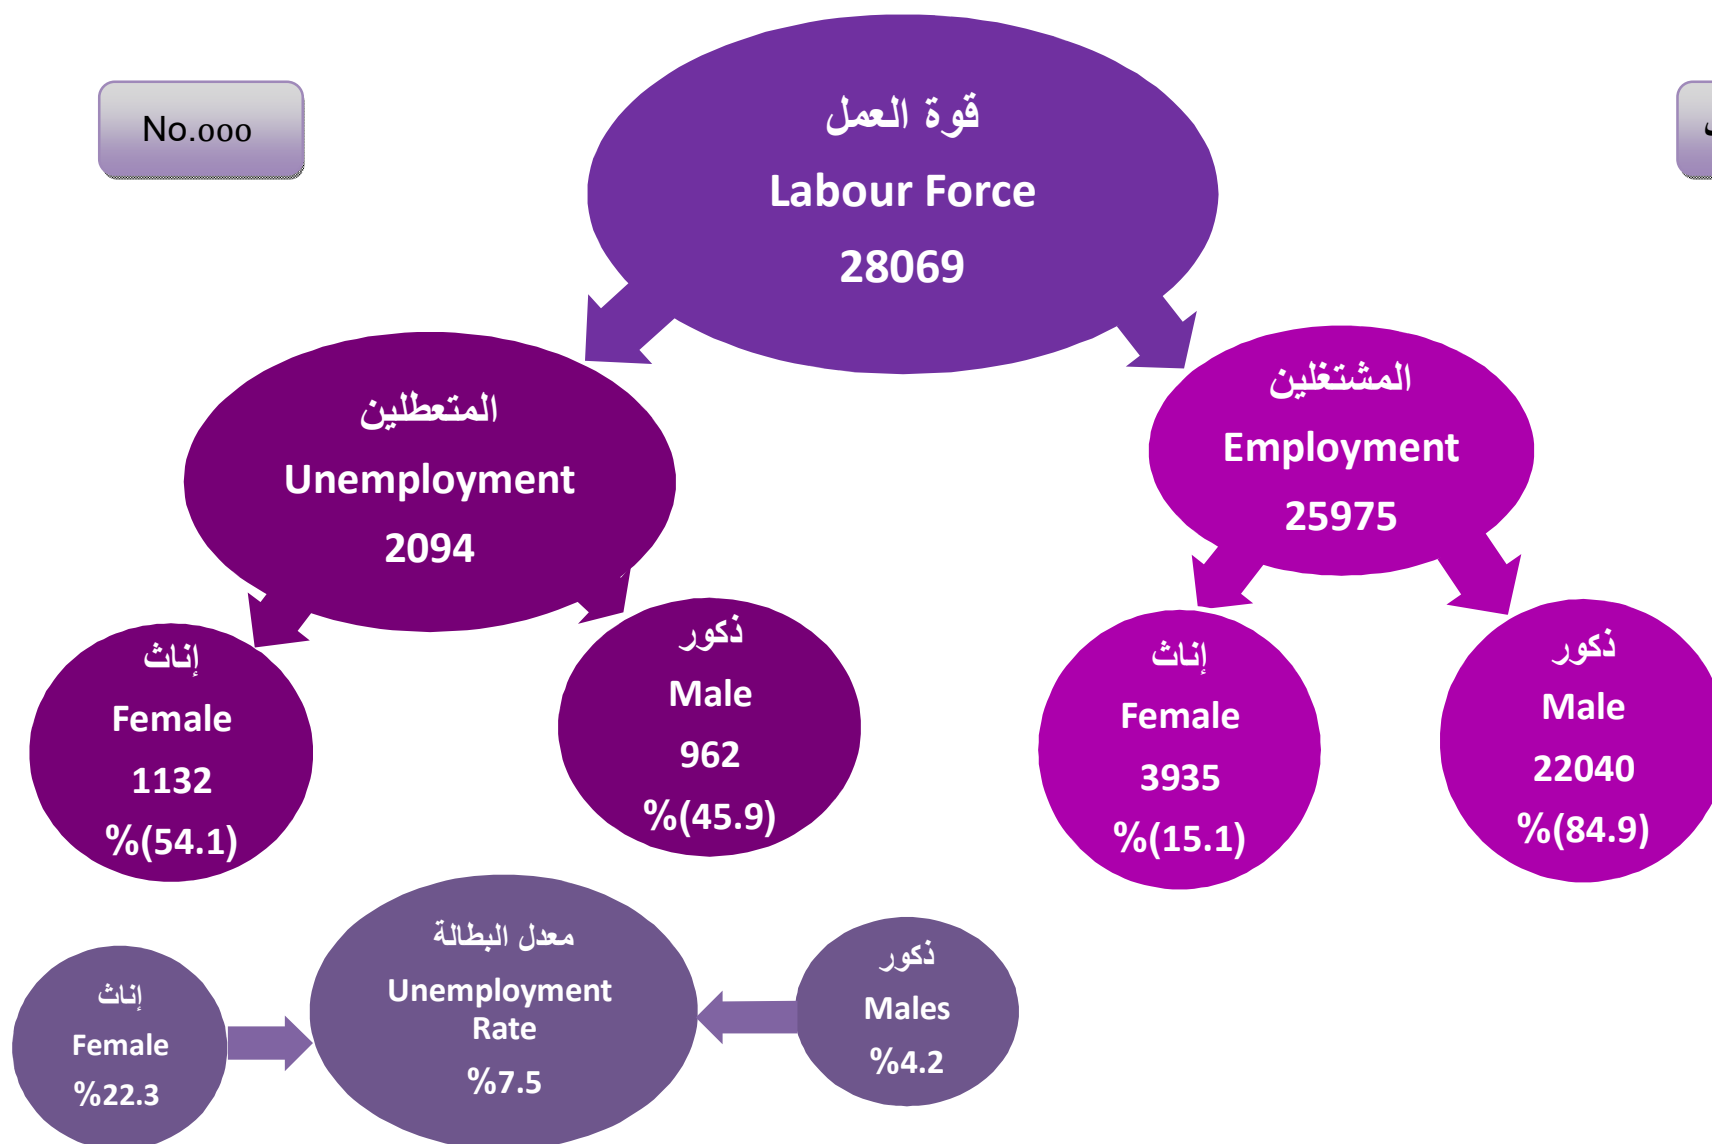 No.000
قوة العمل
Labour Force
28069
المتعطلين
Unemployment
2094
المشتغلين
Employment
25975
إناث
Female
1132
%(54.1)
ذكور
Male
962
%(45.9)
إناث
Female
3935
%(15.1)
ذكور
Male
22040
%(84.9)
إناث
Female
%22.3
معدل البطالة
Unemployment
Rate
%7.5
ذكور
Males
%4.2